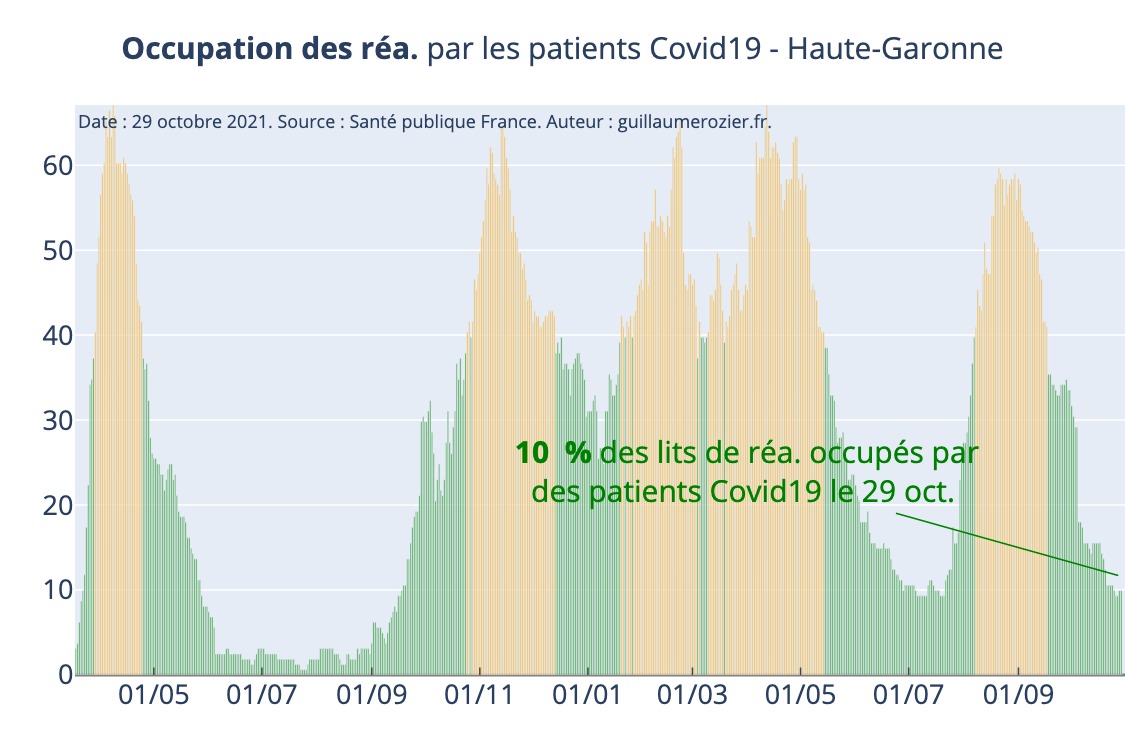 Occupation des réa. par les patients Covid19 - Haute-Garonne
Date : 29 octobre 2021. Source : Santé publique France. Auteur : guillaumerozier.fr.
60
50
40
30
20
10
0
10 % des lits de réa. occupés par
des patients Covid19 le 29 oct.
01/05 01/07 01/09 01/11 01/01 01/03 01/05 01/07 01/09